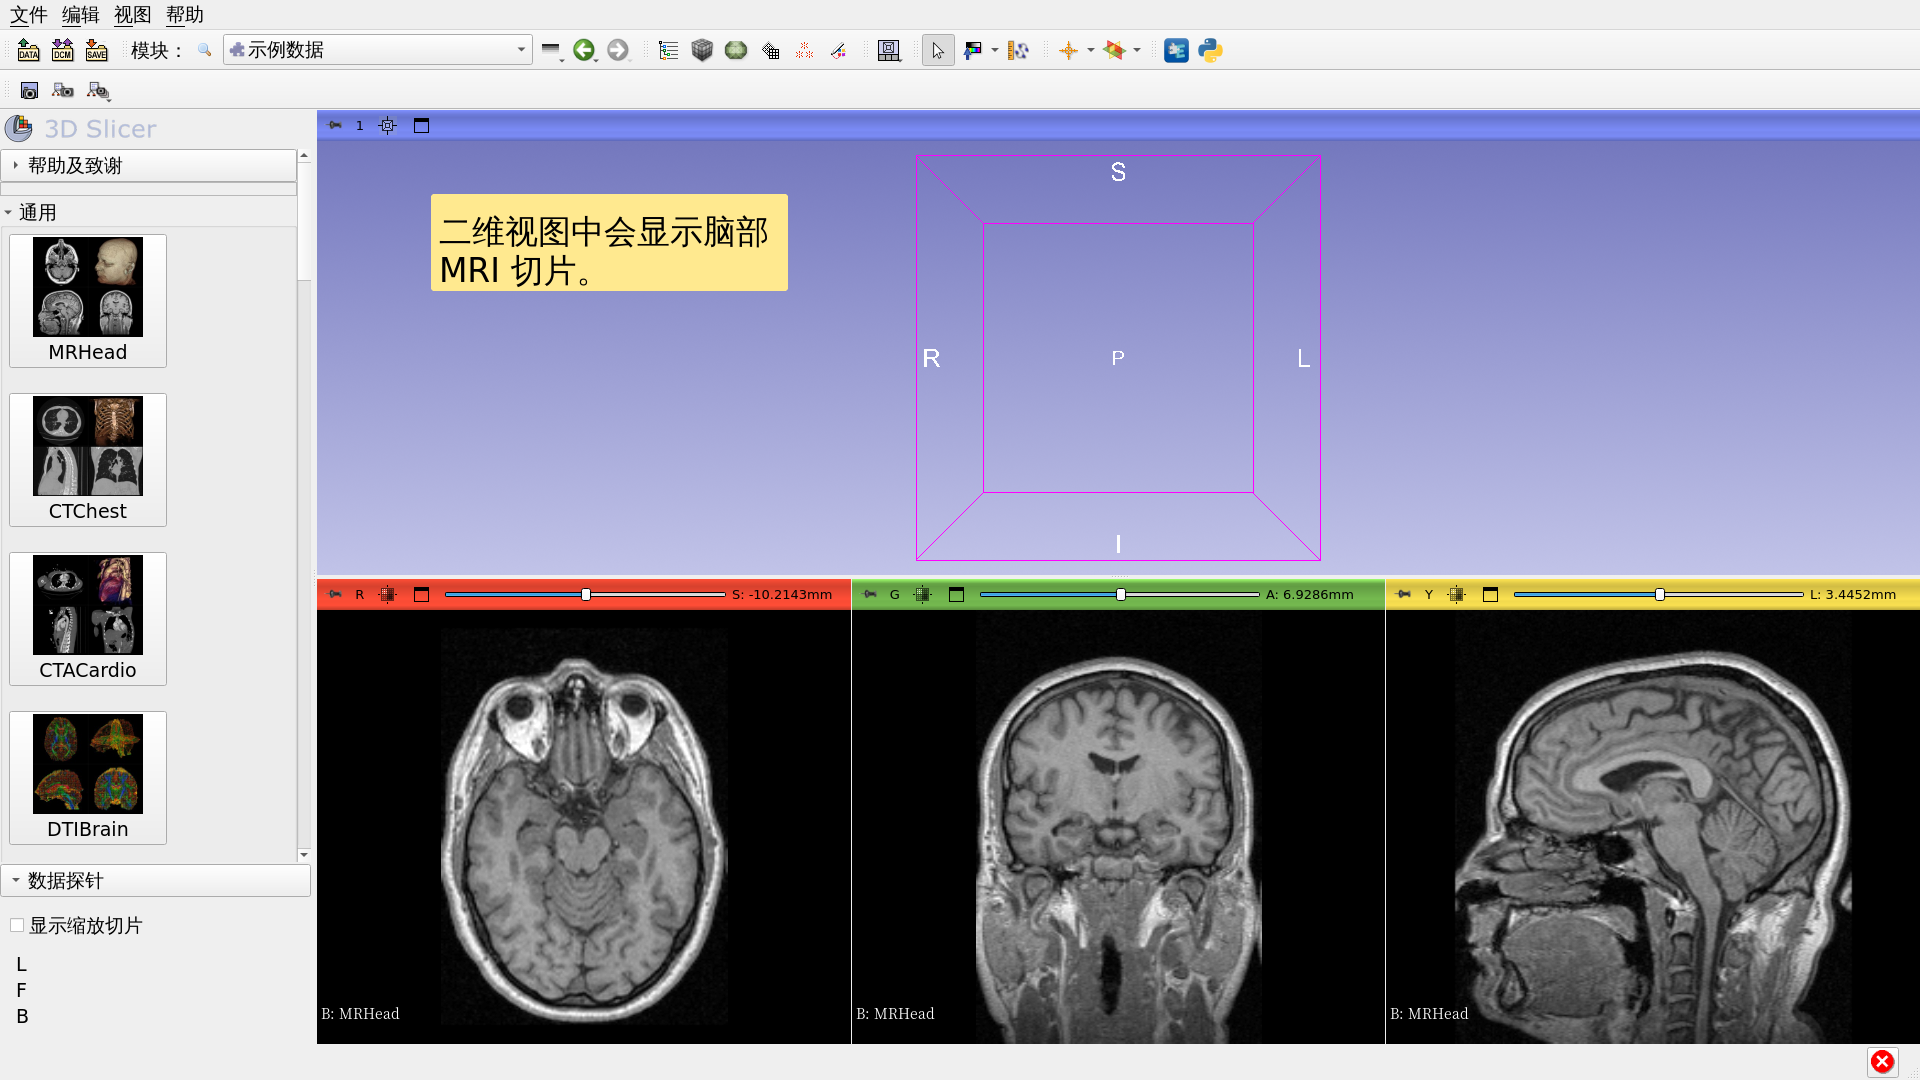 文件 编辑 视图 帮助
DATA DCM SAVE 模块： 示例数据
3D Slicer
帮助及致谢
通用
MRHead
CTChest
CTACardio
DTIBrain
数据探针
显示缩放切片
L
F
B
1
二维视图中会显示脑部
MRI 切片。
S
R P L
I
R S: -10.2143mm
G A: 6.9286mm
Y L: 3.4452mm
B: MRHead
B: MRHead
B: MRHead